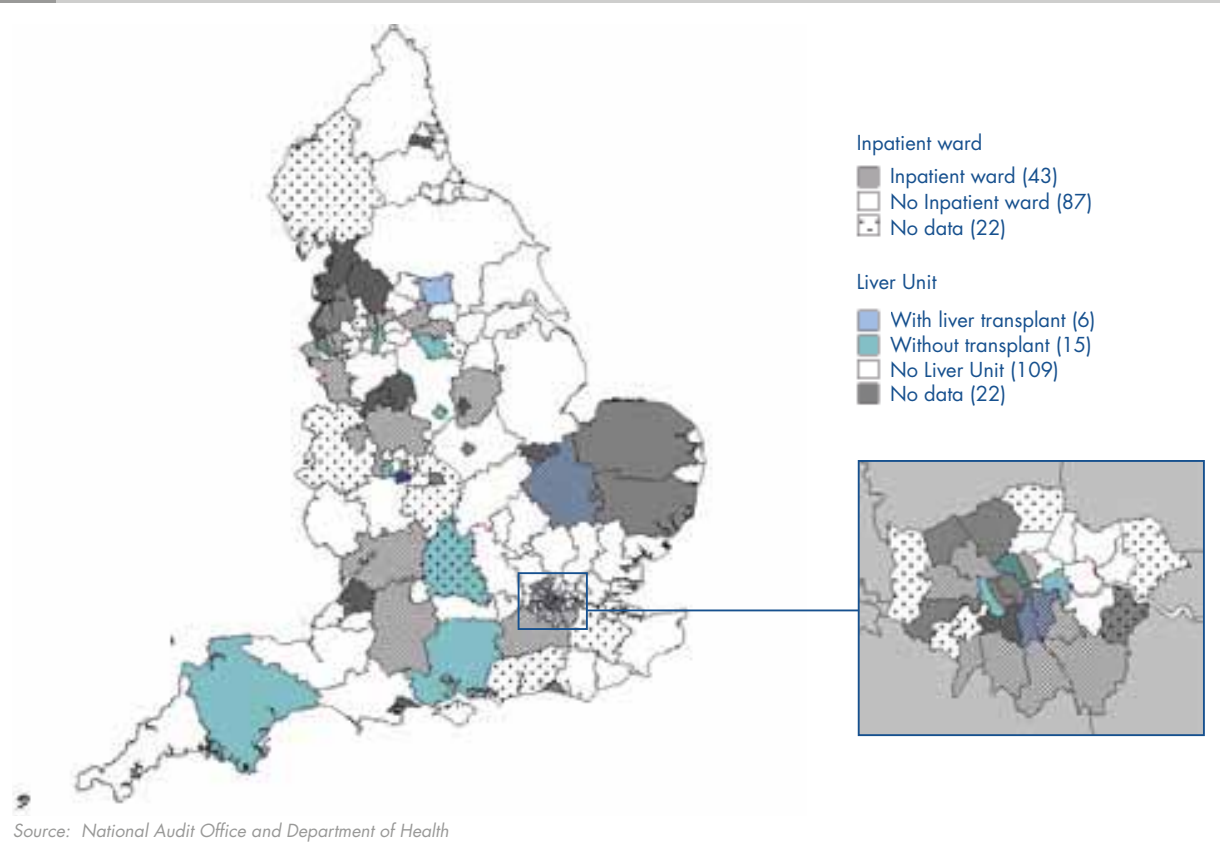 Inpatient ward
Inpatient ward (43)
No Inpatient ward (87)
No data (22)
Liver Unit
With liver transplant (6)
Without transplant (15)
No Liver Unit (109)
No data (22)
Source: National Audit Office and Department of Health